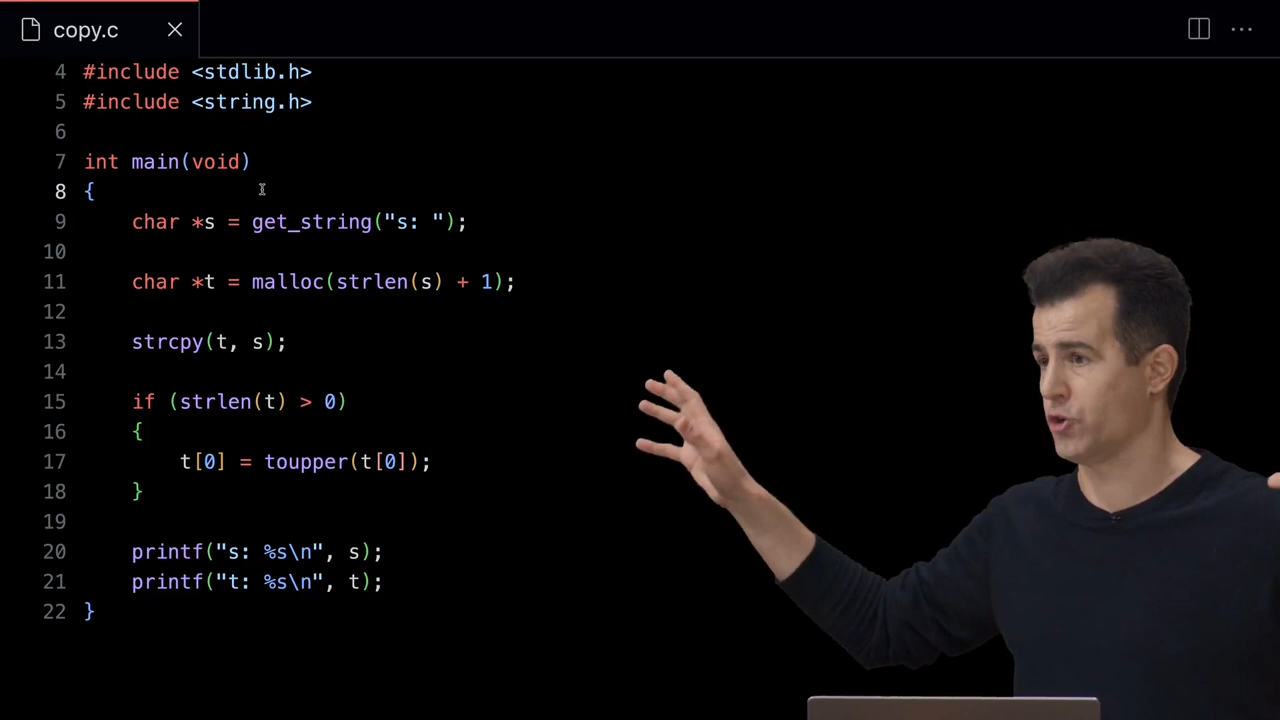 copy.c
4 #include <stdlib.h>
5 #include <string.h>
6
7 int main(void)
8 {
9     char *s = get_string("s: ");
10
11     char *t = malloc(strlen(s) + 1);
12
13     strcpy(t, s);
14
15     if (strlen(t) > 0)
16     {
17         t[0] = toupper(t[0]);
18     }
19
20     printf("s: %s\n", s);
21     printf("t: %s\n", t);
22 }